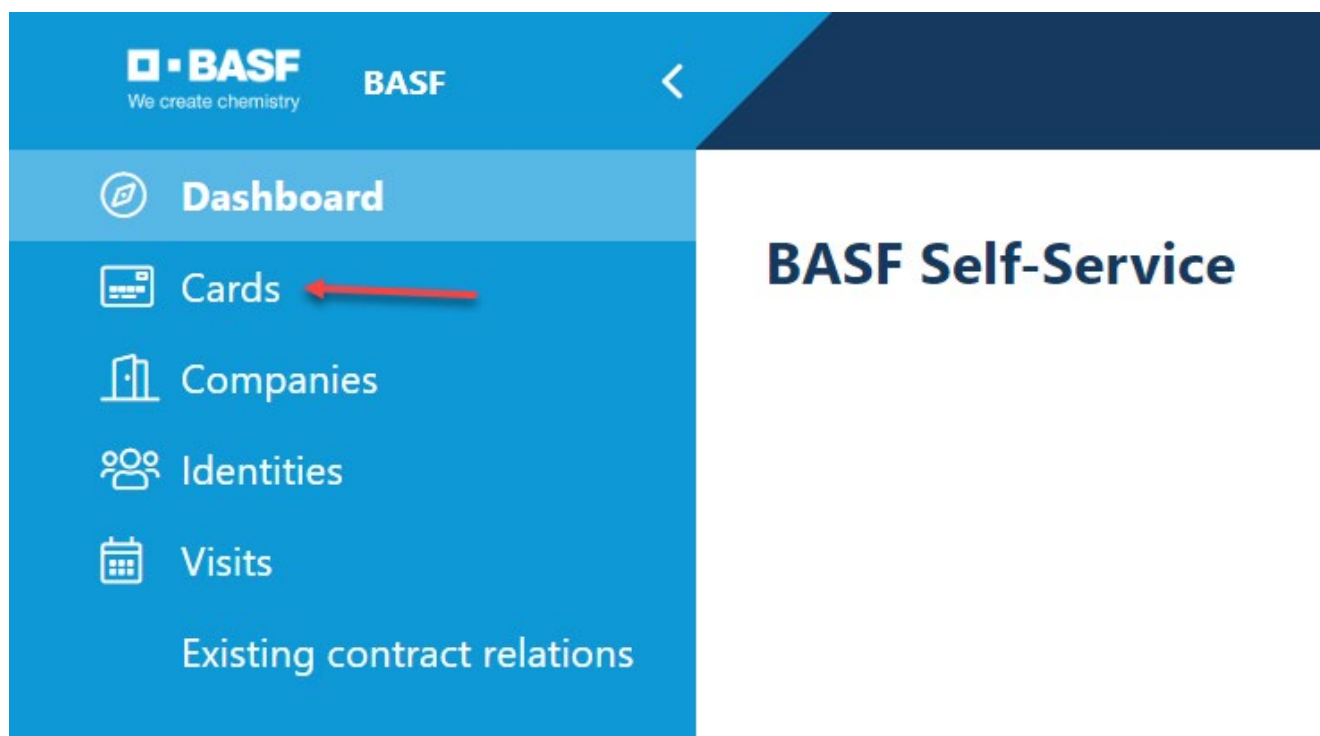 BASF
We create chemistry
BASF
Dashboard
Cards
Companies
Identities
Visits
Existing contract relations
BASF Self-Service